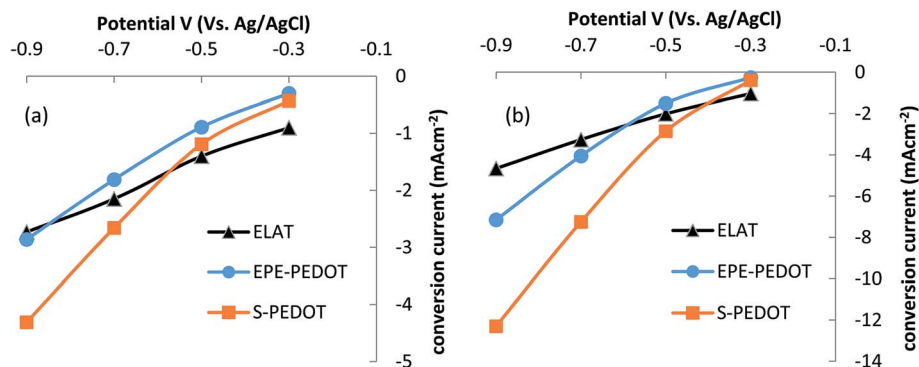 Potential V (Vs. Ag/AgCl)
-0.9 -0.7 -0.5 -0.3 -0.1
0
-1
-2
-3
-4
-5
(a)
ELAT
EPE-PEDOT
S-PEDOT
conversion current (mAcm⁻²)
Potential V (Vs. Ag/AgCl)
-0.9 -0.7 -0.5 -0.3 -0.1
0
-2
-4
-6
-8
-10
-12
-14
(b)
ELAT
EPE-PEDOT
S-PEDOT
conversion current (mAcm⁻²)